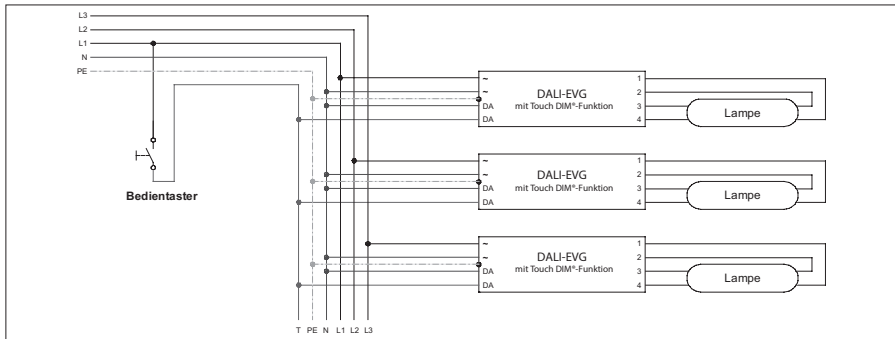 L3
L2
L1
N
PE
Bedientaster
~
~
DA
DA
DALI-EVG
mit Touch DIM®-Funktion
1
2
3
4
Lampe
~
~
DA
DA
DALI-EVG
mit Touch DIM®-Funktion
1
2
3
4
Lampe
~
~
DA
DA
DALI-EVG
mit Touch DIM®-Funktion
1
2
3
4
Lampe
T PE N L1 L2 L3